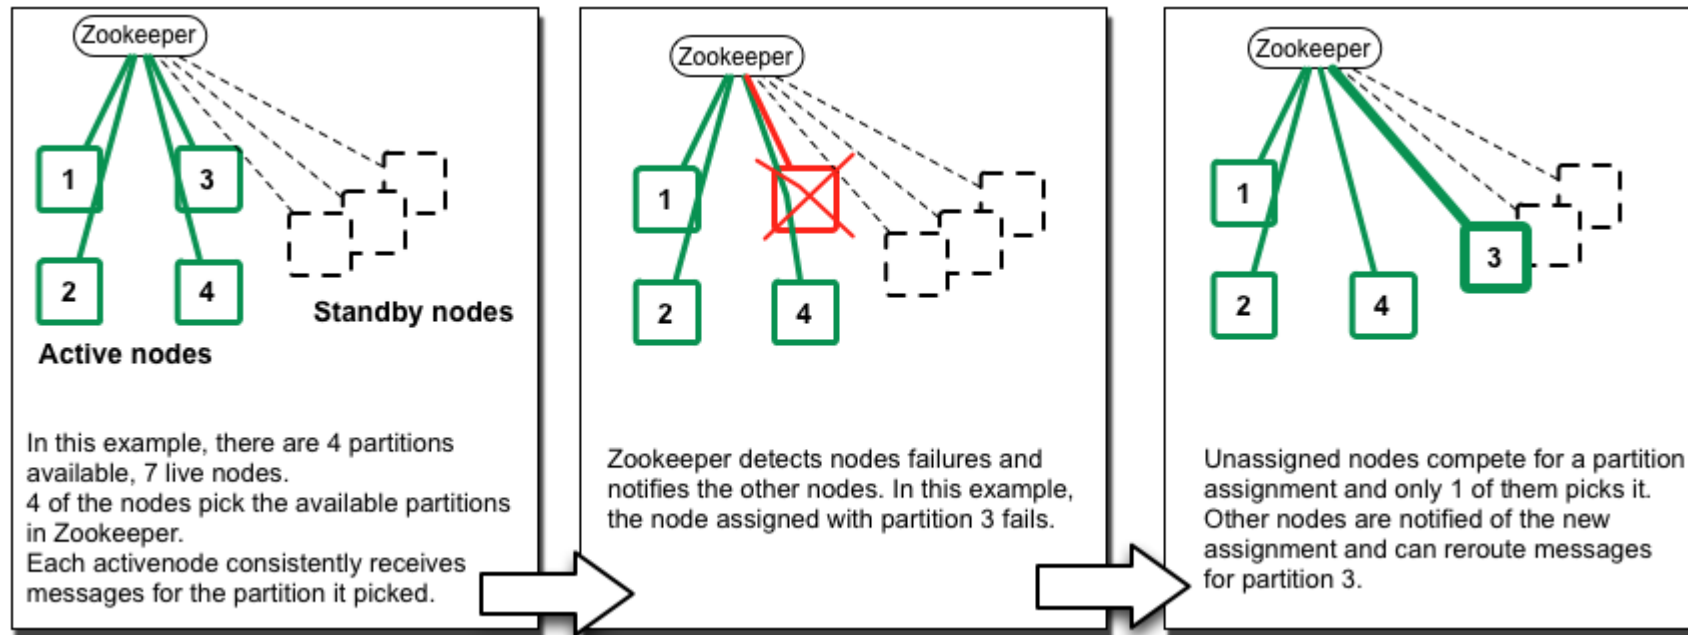 Zookeeper
1
3
2
4
Standby nodes
Active nodes
In this example, there are 4 partitions
available, 7 live nodes.
4 of the nodes pick the available partitions
in Zookeeper.
Each activenode consistently receives
messages for the partition it picked.
Zookeeper
1
2
4
Zookeeper detects nodes failures and
notifies the other nodes. In this example,
the node assigned with partition 3 fails.
Zookeeper
1
3
2
4
Unassigned nodes compete for a partition
assignment and only 1 of them picks it.
Other nodes are notified of the new
assignment and can reroute messages
for partition 3.